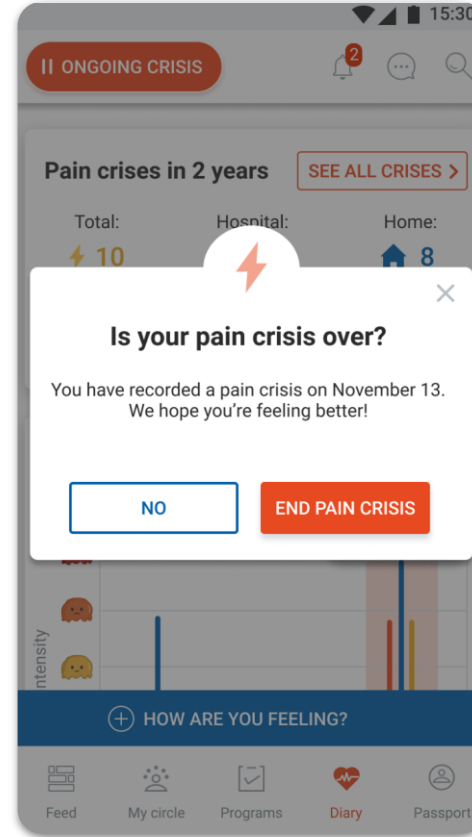 15:30
ONGOING CRISIS
2
Pain crises in 2 years
SEE ALL CRISES >
Total:
Hospital:
Home:
10
8
Is your pain crisis over?
You have recorded a pain crisis on November 13.
We hope you're feeling better!
NO
END PAIN CRISIS
ntensity
HOW ARE YOU FEELING?
Feed
My circle
Programs
Diary
Passport